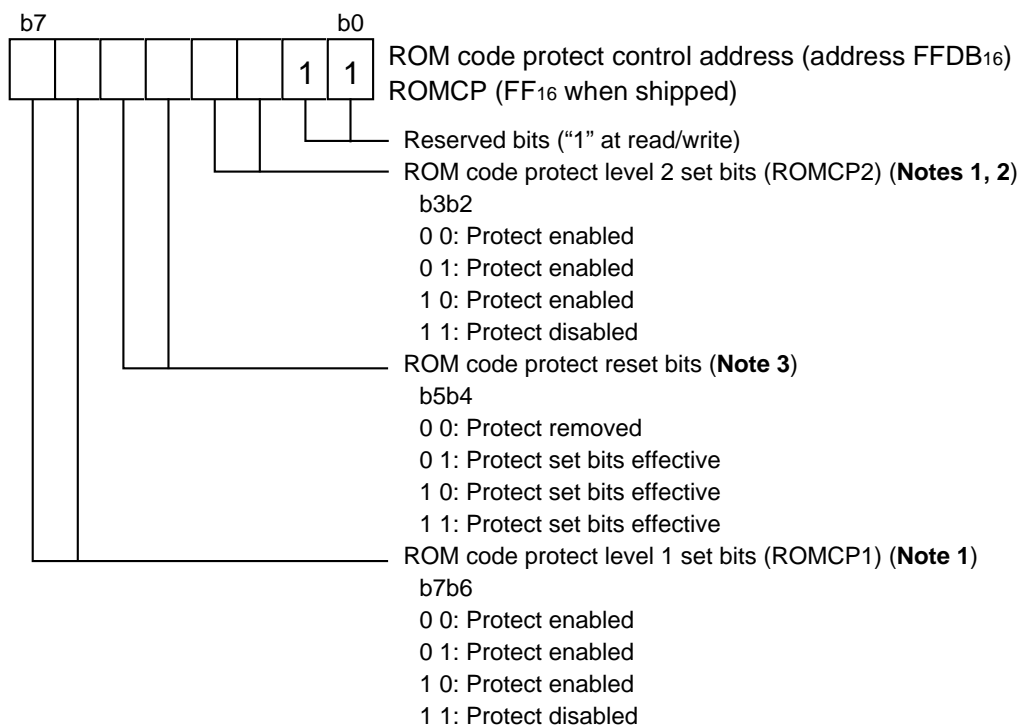 b7 b0
1 1
ROM code protect control address (address FFDB16)
ROMCP (FF16 when shipped)
Reserved bits (“1” at read/write)
ROM code protect level 2 set bits (ROMCP2) (Notes 1, 2)
b3b2
0 0: Protect enabled
0 1: Protect enabled
1 0: Protect enabled
1 1: Protect disabled
ROM code protect reset bits (Note 3)
b5b4
0 0: Protect removed
0 1: Protect set bits effective
1 0: Protect set bits effective
1 1: Protect set bits effective
ROM code protect level 1 set bits (ROMCP1) (Note 1)
b7b6
0 0: Protect enabled
0 1: Protect enabled
1 0: Protect enabled
1 1: Protect disabled